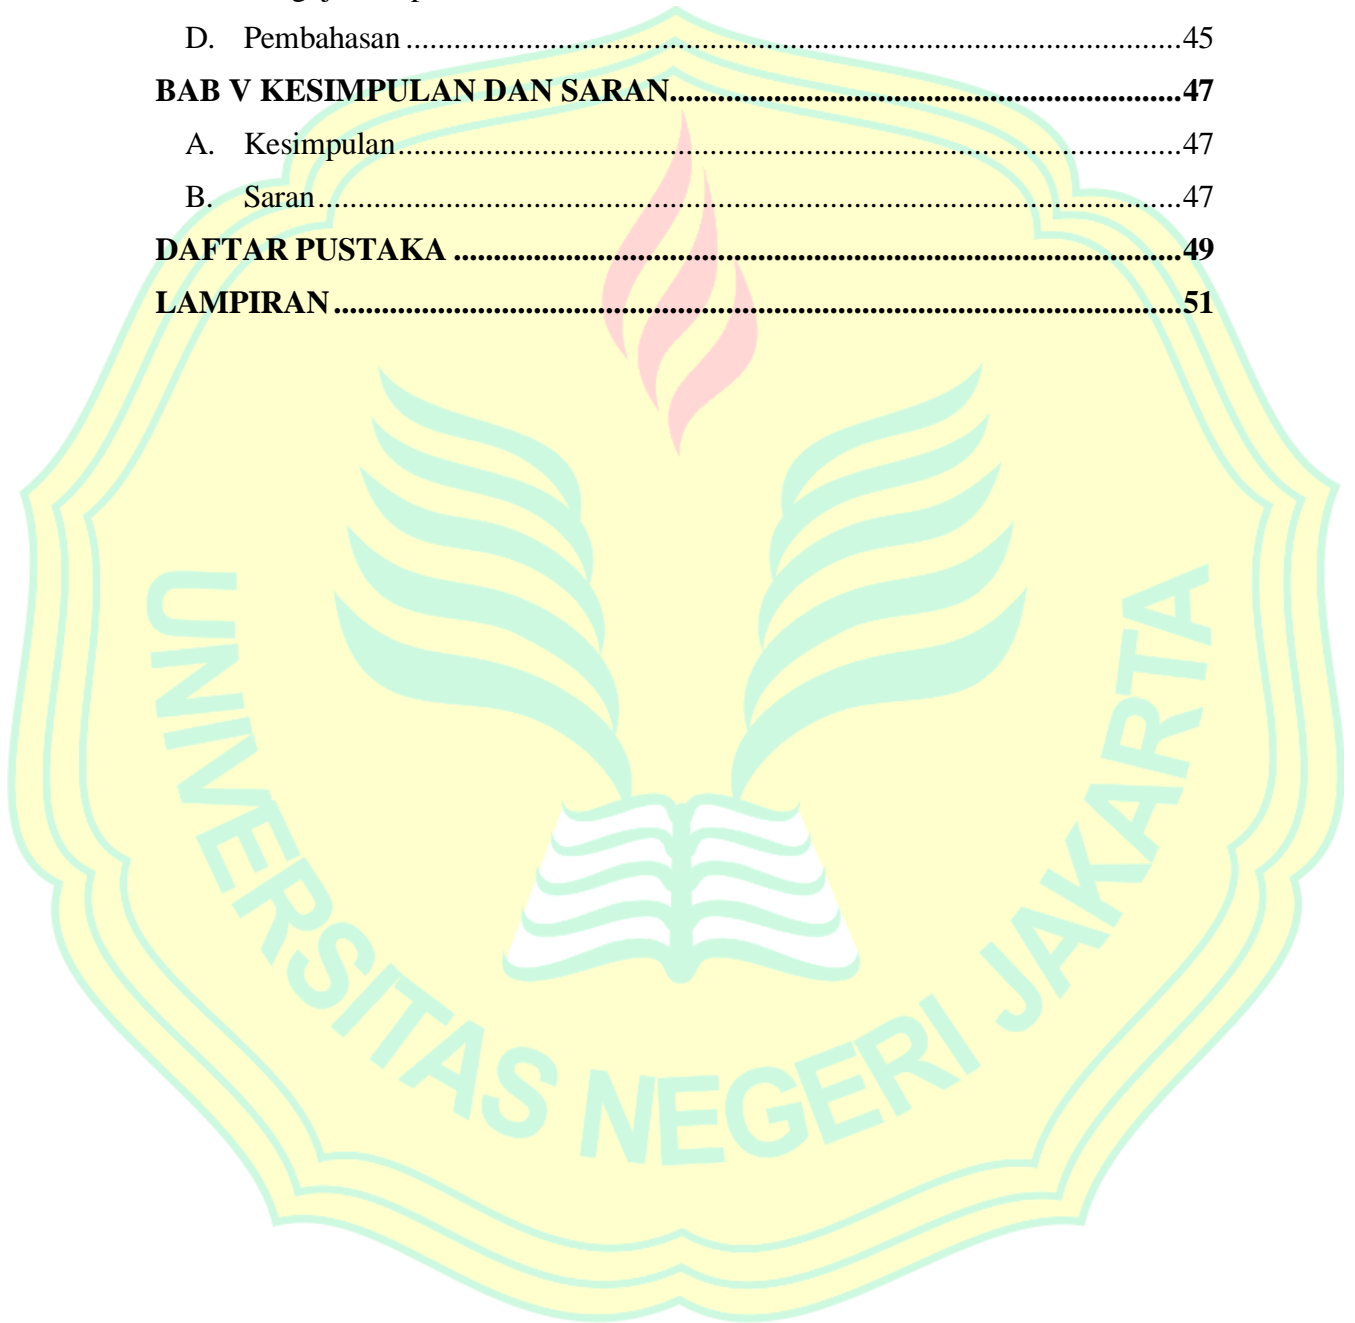 D. Pembahasan ................................................................................. 45
BAB V KESIMPULAN DAN SARAN................................................................ 47
A. Kesimpulan.................................................................................. 47
B. Saran.......................................................................................... 47
DAFTAR PUSTAKA .......................................................................................... 49
LAMPIRAN ......................................................................................................... 51
UNIVERSITAS NEGERI JAKARTA